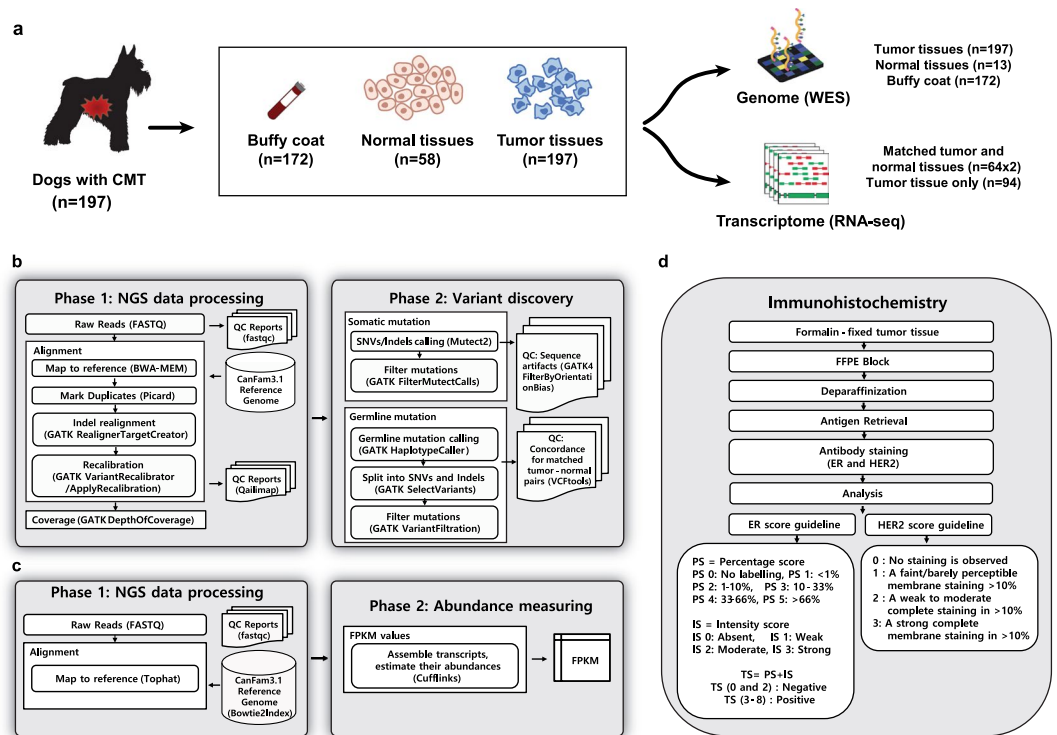 a
Dogs with CMT
(n=197)
Buffy coat
(n=172)
Normal tissues
(n=58)
Tumor tissues
(n=197)
Genome (WES)
Tumor tissues (n=197)
Normal tissues (n=13)
Buffy coat (n=172)
Transcriptome (RNA-seq)
Matched tumor and
normal tissues (n=64x2)
Tumor tissue only (n=94)
b
Phase 1: NGS data processing
Raw Reads (FASTQ)
QC Reports
(fastqc)
Alignment
Map to reference (BWA-MEM)
Mark Duplicates (Picard)
Indel realignment
(GATK RealignerTargetCreator)
Recalibration
(GATK VariantRecalibrator
/ApplyRecalibration)
CanFam3.1
Reference
Genome
QC Reports
(Qailimap)
Coverage (GATK DepthOfCoverage)
Phase 2: Variant discovery
Somatic mutation
SNVs/Indels calling (Mutect2)
Filter mutations
(GATK FilterMutectCalls)
QC: Sequence
artifacts (GATK4
FilterByOrientati
onBias)
Germline mutation
Germline mutation calling
(GATK HaplotypeCaller)
Split into SNVs and Indels
(GATK SelectVariants)
Filter mutations
(GATK VariantFiltration)
QC:
Concordance
for matched
tumor - normal
pairs (VCFtools)
c
Phase 1: NGS data processing
Raw Reads (FASTQ)
QC Reports
(fastqc)
Alignment
Map to reference (Tophat)
CanFam3.1
Reference
Genome
(Bowtie2Index)
Phase 2: Abundance measuring
FPKM values
Assemble transcripts,
estimate their abundances
(Cufflinks)
FPKM
d
Immunohistochemistry
Formalin - fixed tumor tissue
FFPE Block
Deparaffinization
Antigen Retrieval
Antibody staining
(ER and HER2)
Analysis
ER score guideline
PS = Percentage score
PS 0: No labelling, PS 1: <1%
PS 2: 1-10%, PS 3: 10-33%
PS 4: 33-66%, PS 5: >66%
IS = Intensity score
IS 0: Absent, IS 1: Weak
IS 2: Moderate, IS 3: Strong
TS= PS+IS
TS (0 and 2) : Negative
TS (3-8) : Positive
HER2 score guideline
0 : No staining is observed
1 : A faint/barely perceptible
membrane staining >10%
2 : A weak to moderate
complete staining in >10%
3: A strong complete
membrane staining in >10%